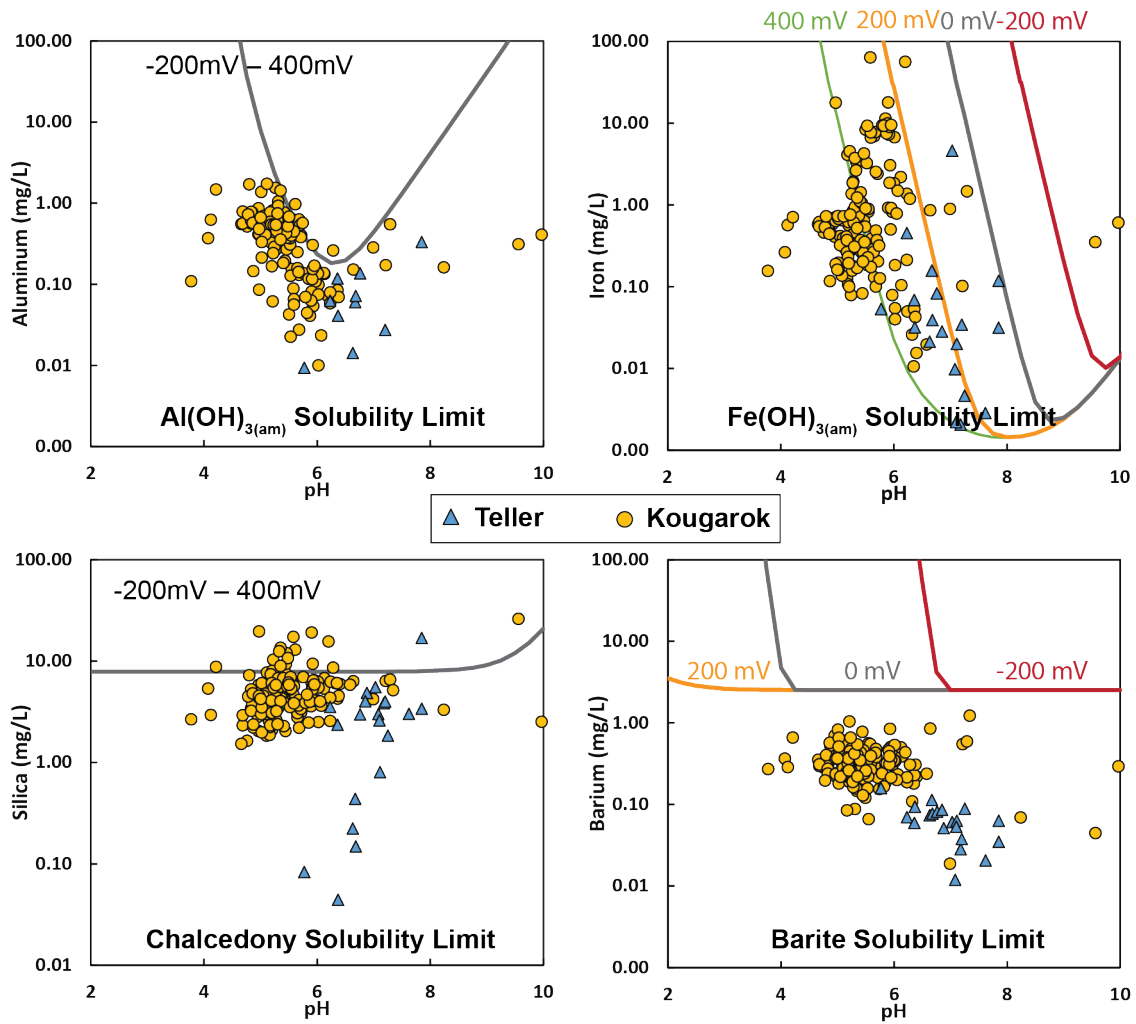 400 mV 200 mV 0 mV -200 mV
100.00
10.00
1.00
0.10
0.01
0.00
Aluminum (mg/L)
-200mV – 400mV
Al(OH)3(am) Solubility Limit
2 4 6 8 10
pH
100.00
10.00
1.00
0.10
0.01
0.00
Iron (mg/L)
Fe(OH)3(am) Solubility Limit
2 4 6 8 10
pH
Teller Kougarok
100.00
10.00
1.00
0.10
0.01
Silica (mg/L)
-200mV – 400mV
Chalcedony Solubility Limit
2 4 6 8 10
pH
100.00
10.00
1.00
0.10
0.01
0.00
Barium (mg/L)
200 mV 0 mV -200 mV
Barite Solubility Limit
2 4 6 8 10
pH